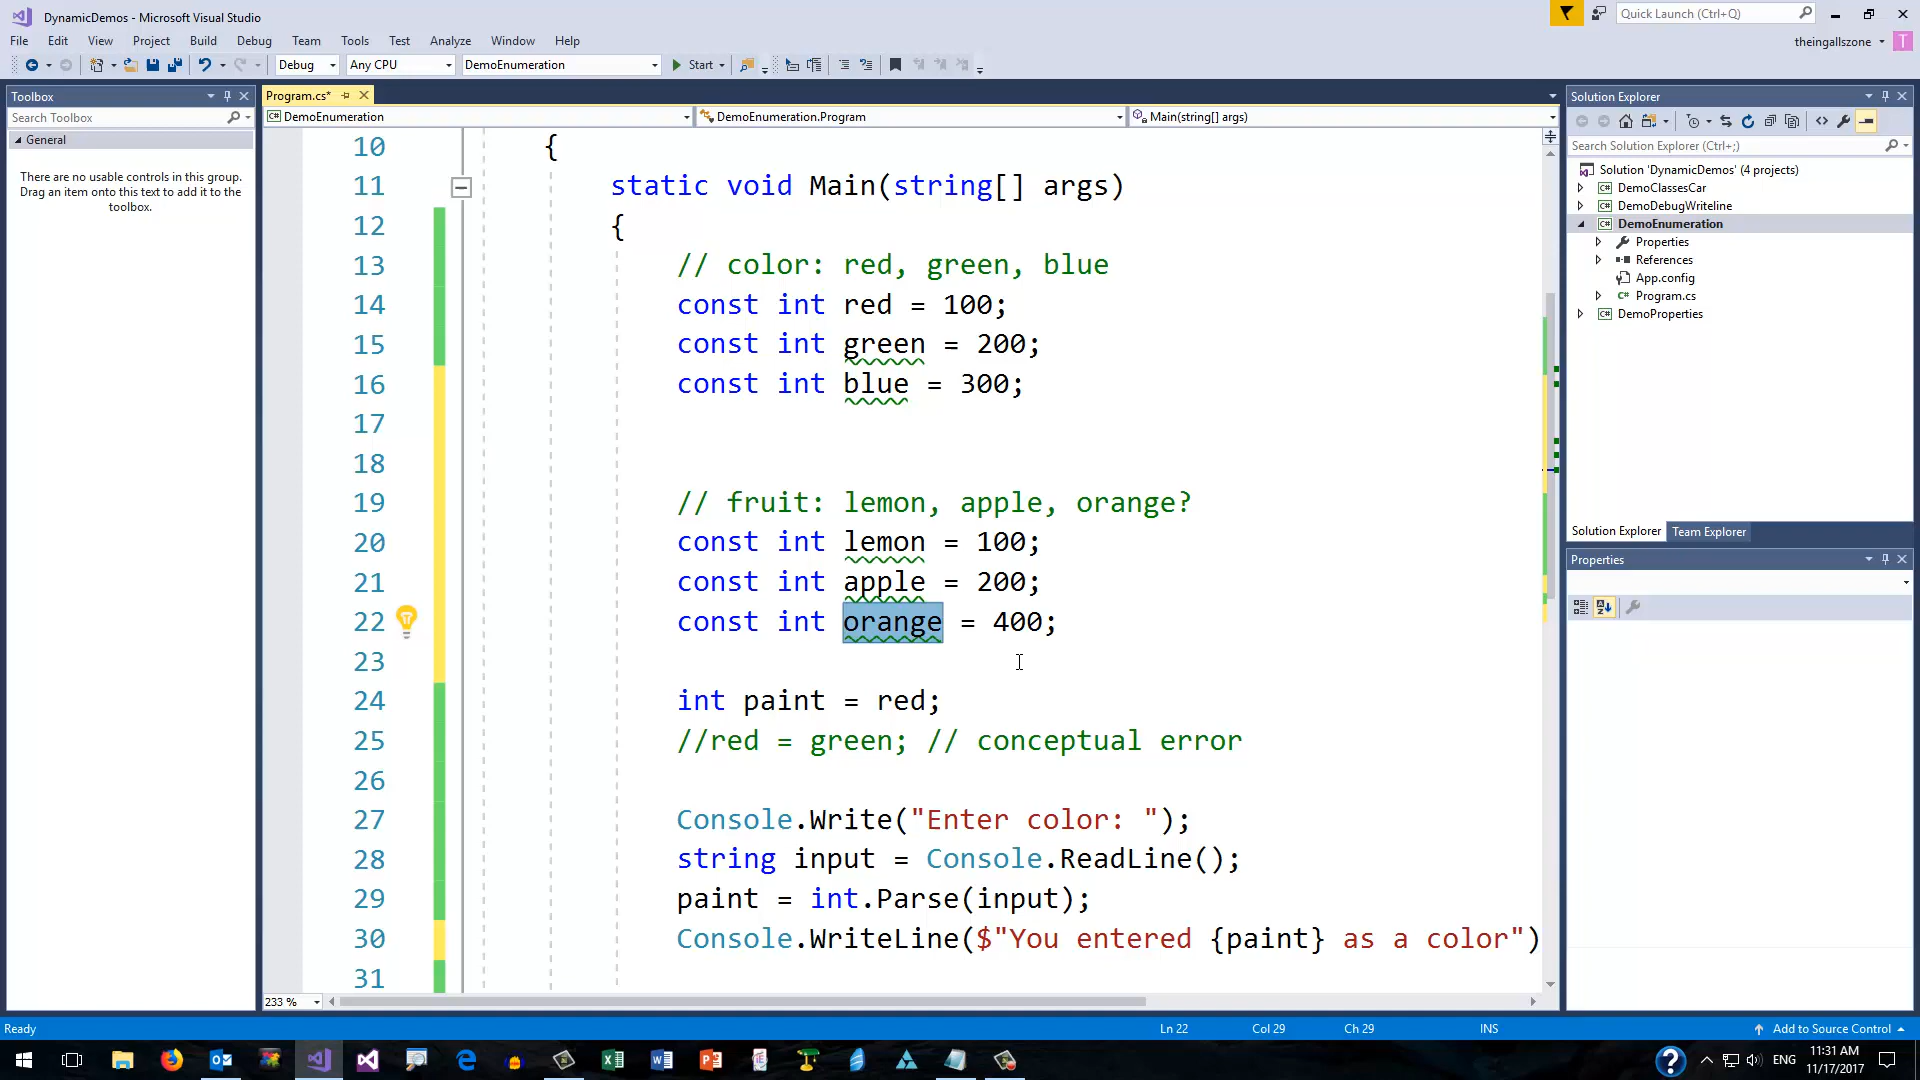 DynamicDemos - Microsoft Visual Studio
Quick Launch (Ctrl+Q)
File Edit View Project Build Debug Team Tools Test Analyze Window Help
theingallszone
T
Debug Any CPU DemoEnumeration Start
Toolbox
Search Toolbox
General
There are no usable controls in this group.
Drag an item onto this text to add it to the
toolbox.
Program.cs*
DemoEnumeration DemoEnumeration.Program Main(string[] args)
10 {
11 static void Main(string[] args)
12 {
13 // color: red, green, blue
14 const int red = 100;
15 const int green = 200;
16 const int blue = 300;
17
18
19 // fruit: lemon, apple, orange?
20 const int lemon = 100;
21 const int apple = 200;
22 const int orange = 400;
23
24 int paint = red;
25 //red = green; // conceptual error
26
27 Console.Write("Enter color: ");
28 string input = Console.ReadLine();
29 paint = int.Parse(input);
30 Console.WriteLine($"You entered {paint} as a color")
31
233 %
Solution Explorer
Search Solution Explorer (Ctrl+;)
Solution 'DynamicDemos' (4 projects)
DemoClassesCar
DemoDebugWriteline
DemoEnumeration
Properties
References
App.config
Program.cs
DemoProperties
Solution Explorer Team Explorer
Properties
Ready Ln 22 Col 29 Ch 29 INS Add to Source Control
ENG
11:31 AM
11/17/2017